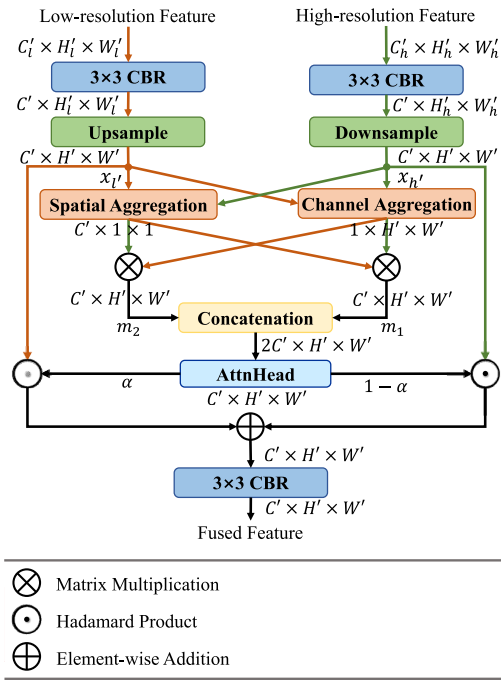 Low-resolution Feature
High-resolution Feature
C'_l × H'_l × W'_l
C'_h × H'_h × W'_h
3×3 CBR
3×3 CBR
C' × H'_l × W'_l
C' × H'_h × W'_h
Upsample
Downsample
C' × H' × W'
C' × H' × W'
x_{l'}
x_{h'}
Spatial Aggregation
Channel Aggregation
C' × 1 × 1
1 × H' × W'
C' × H' × W'
C' × H' × W'
m_2
Concatenation
m_1
2C' × H' × W'
α
AttnHead
1 − α
C' × H' × W'
C' × H' × W'
3×3 CBR
C' × H' × W'
Fused Feature
Matrix Multiplication
Hadamard Product
Element-wise Addition